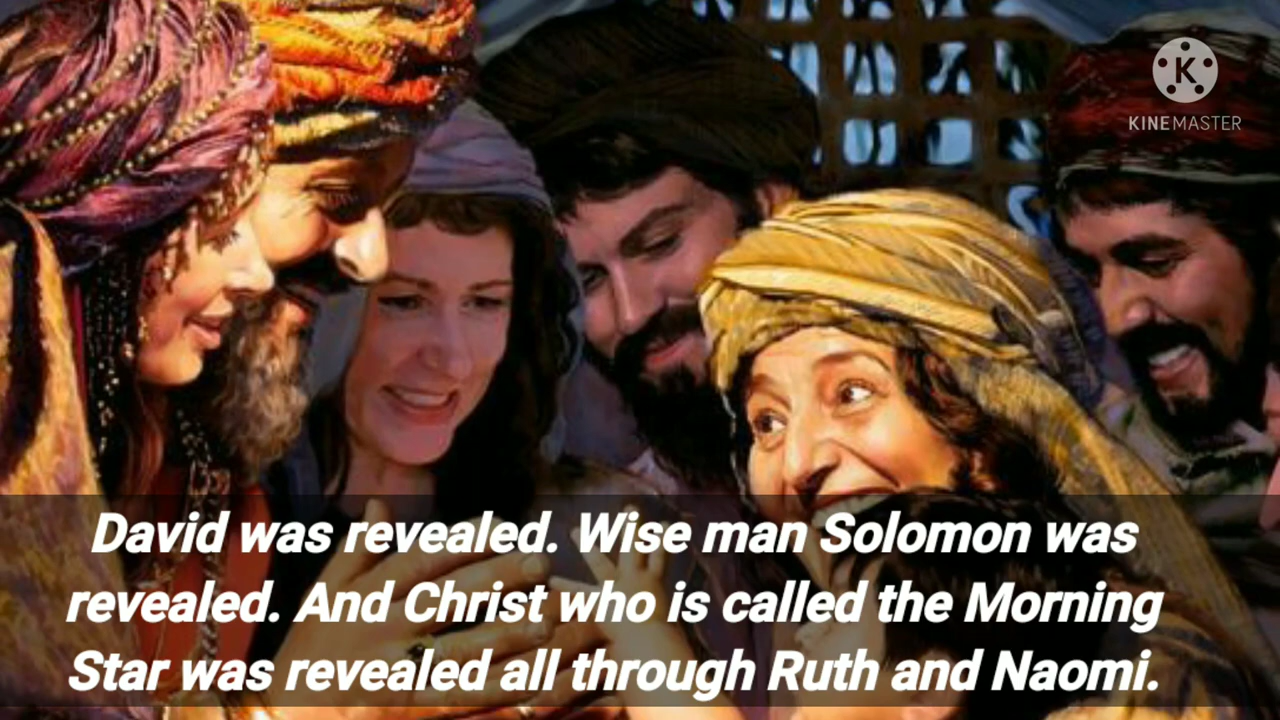 KINEMASTER
David was revealed. Wise man Solomon was
revealed. And Christ who is called the Morning
Star was revealed all through Ruth and Naomi.